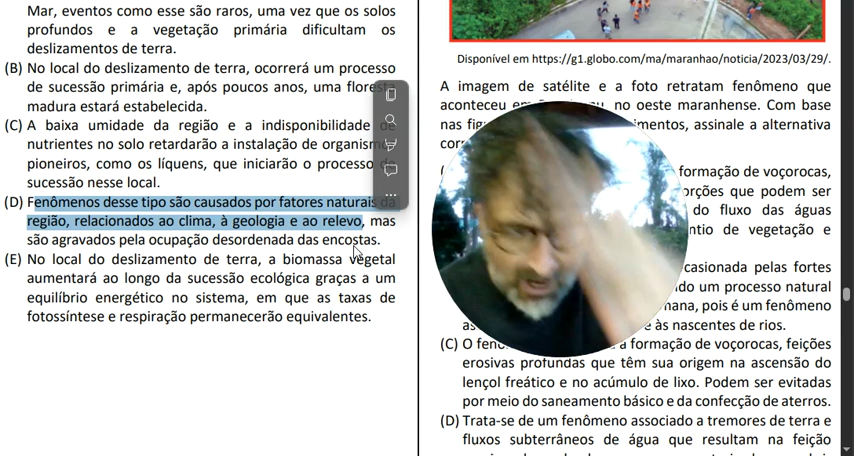 Mar, eventos como esse são raros, uma vez que os solos
profundos e a vegetação primária dificultam os
deslizamentos de terra.
(B) No local do deslizamento de terra, ocorrerá um processo
de sucessão primária e, após poucos anos, uma floresta
madura estará estabelecida.
(C) A baixa umidade da região e a indisponibilidade de
nutrientes no solo retardarão a instalação de organismos
pioneiros, como os líquens, que iniciarão o processo de
sucessão nesse local.
(D) Fenômenos desse tipo são causados por fatores naturais da
região, relacionados ao clima, à geologia e ao relevo, mas
são agravados pela ocupação desordenada das encostas.
(E) No local do deslizamento de terra, a biomassa vegetal
aumentará ao longo da sucessão ecológica graças a um
equilíbrio energético no sistema, em que as taxas de
fotossíntese e respiração permanecerão equivalentes.
Disponível em https://g1.globo.com/ma/maranhao/noticia/2023/03/29/.
A imagem de satélite e a foto retratam fenômeno que
aconteceu em no oeste maranhense. Com base
nas assinale a alternativa
formação de voçorocas,
que podem ser
do fluxo das águas
de vegetação e
pelas fortes
um processo natural
pois é um fenômeno
e às nascentes de rios.
(C) O a formação de voçorocas, feições
erosivas profundas que têm sua origem na ascensão do
lençol freático e no acúmulo de lixo. Podem ser evitadas
por meio do saneamento básico e da confecção de aterros.
(D) Trata-se de um fenômeno associado a tremores de terra e
fluxos subterrâneos de água que resultam na feição